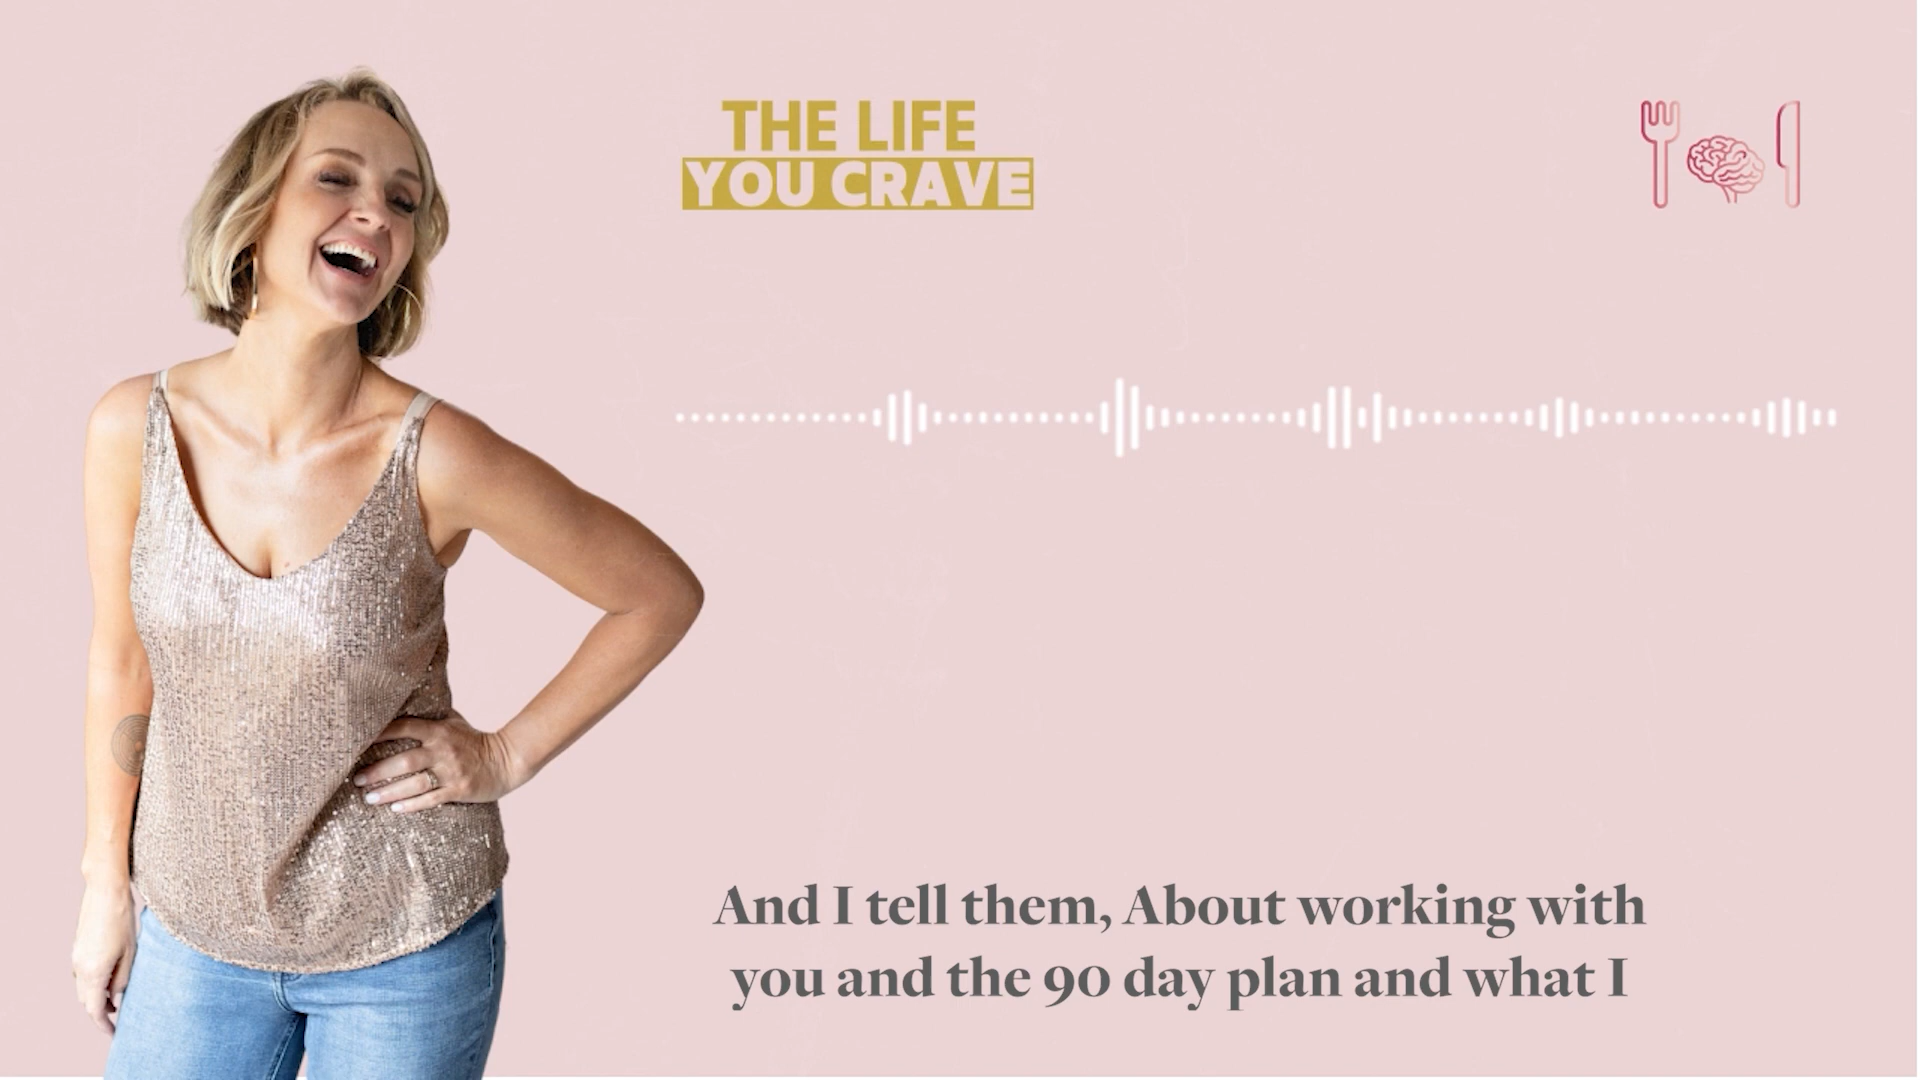 THE LIFE
YOU CRAVE
And I tell them, About working with
you and the 90 day plan and what I